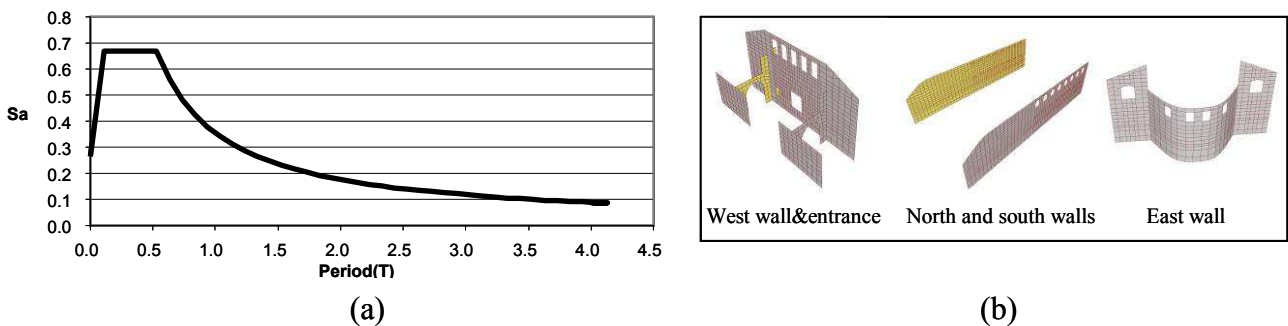 0.8
0.7
0.6
0.5
0.4
0.3
0.2
0.1
0.0
Sa
0.0 0.5 1.0 1.5 2.0 2.5 3.0 3.5 4.0 4.5
Period(T)
(a)
West wall&entrance North and south walls East wall
(b)